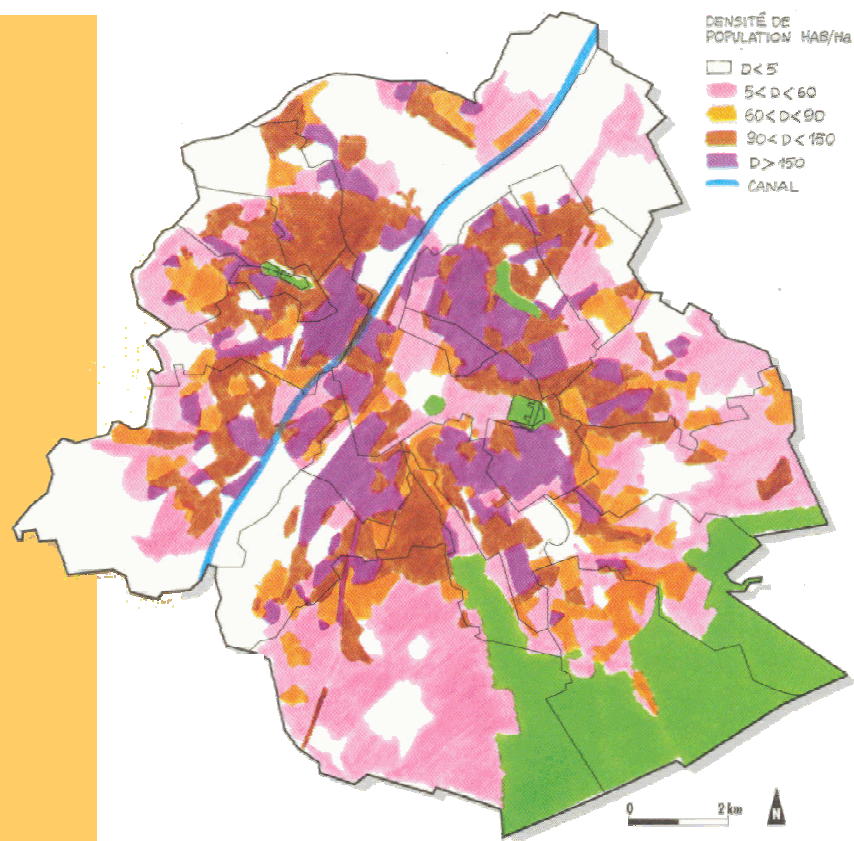 DENSITÉ DE
POPULATION HAB/Ha
D<5
5<D<60
60<D<90
90<D<150
D>150
CANAL
0 2 km
N